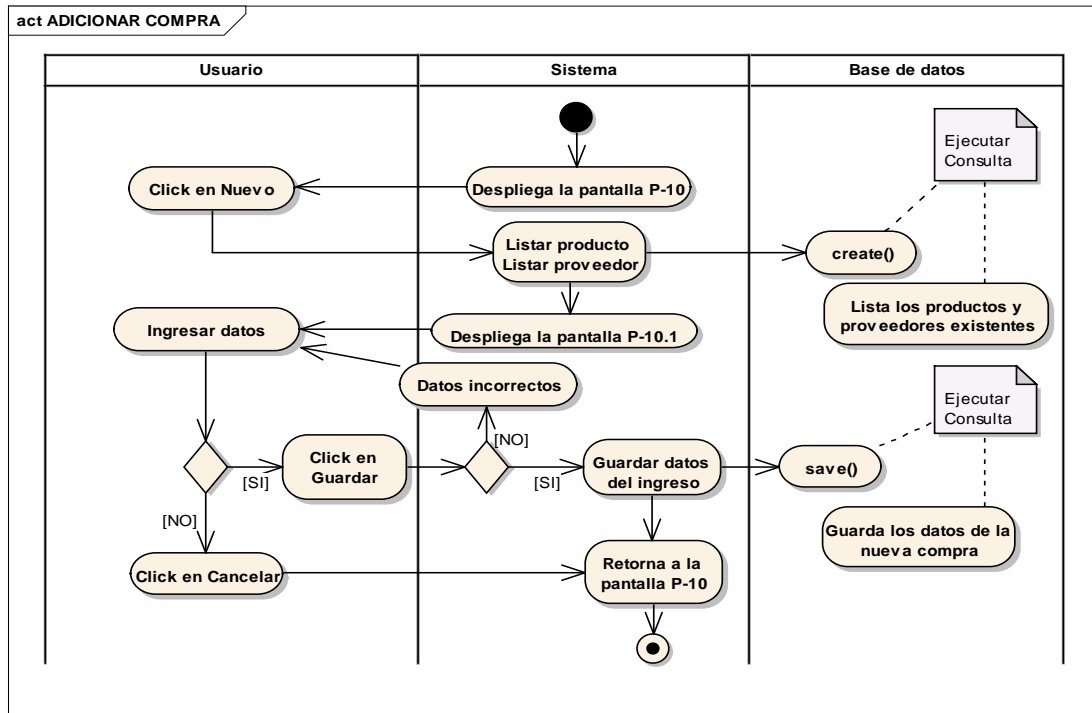 act ADICIONAR COMPRA
Usuario
Sistema
Base de datos
Ejecutar
Consulta
Click en Nuevo
Despliega la pantalla P-10
Listar producto
Listar proveedor
create()
Lista los productos y
proveedores existentes
Ingresar datos
Despliega la pantalla P-10.1
Datos incorrectos
Ejecutar
Consulta
[NO]
Click en
Guardar
[SI]
Guardar datos
del ingreso
[SI]
save()
[NO]
Guarda los datos de la
nueva compra
Click en Cancelar
Retorna a la
pantalla P-10